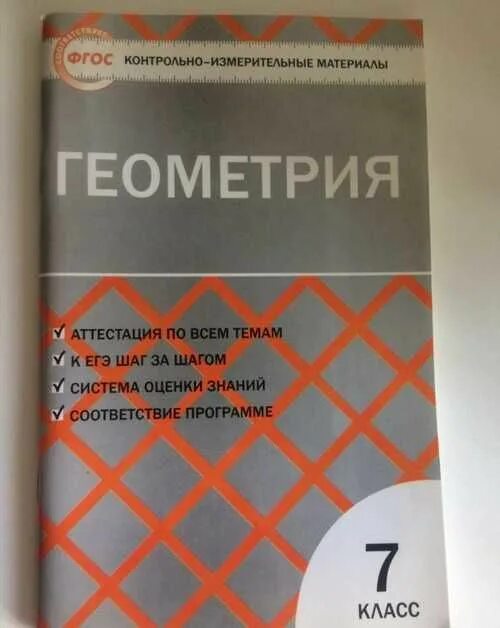 СООТВЕТСТВУЕТ
ФГОС
КОНТРОЛЬНО-ИЗМЕРИТЕЛЬНЫЕ МАТЕРИАЛЫ
ГЕОМЕТРИЯ
АТТЕСТАЦИЯ ПО ВСЕМ ТЕМАМ
К ЕГЭ ШАГ ЗА ШАГОМ
СИСТЕМА ОЦЕНКИ ЗНАНИЙ
СООТВЕТСТВИЕ ПРОГРАММЕ
7
КЛАСС